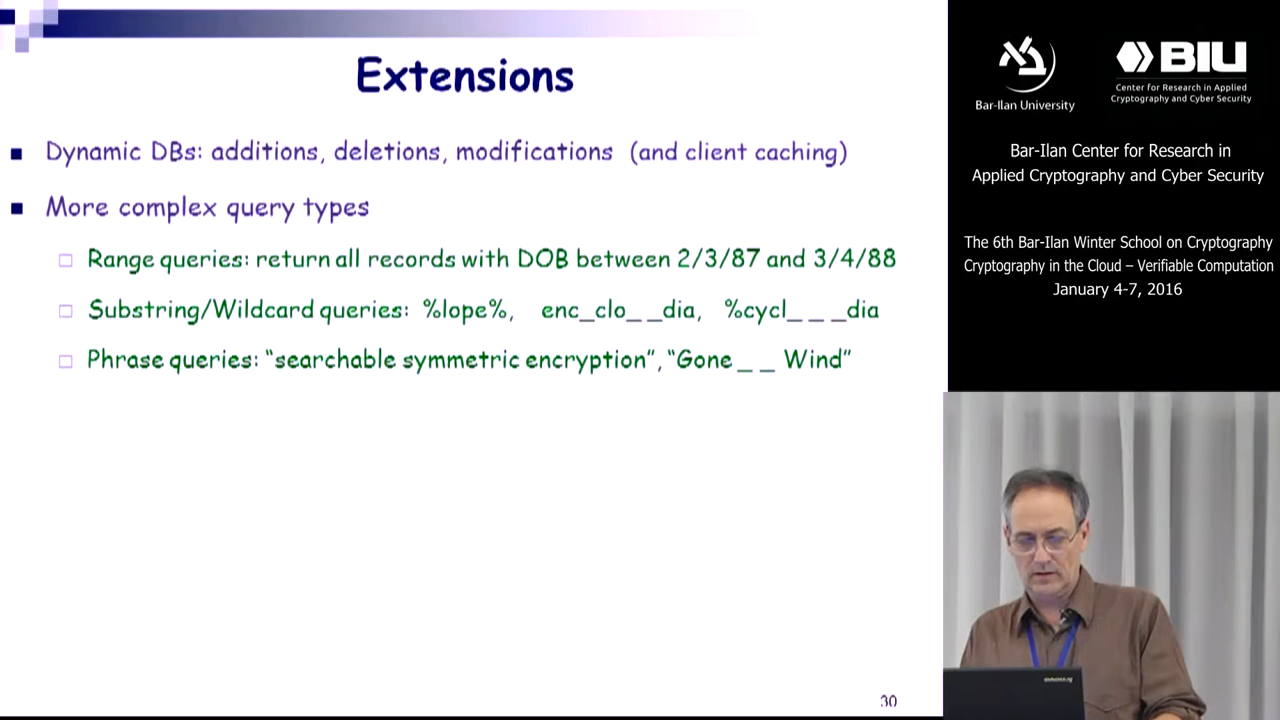 Extensions
Dynamic DBs: additions, deletions, modifications (and client caching)
More complex query types
Range queries: return all records with DOB between 2/3/87 and 3/4/88
Substring/Wildcard queries: %lope%, enc_clo_ _dia, %cycl_ _ _dia
Phrase queries: “searchable symmetric encryption”, “Gone _ _ Wind”
30
Bar-Ilan University
BIU
Center for Research in Applied
Cryptography and Cyber Security
Bar-Ilan Center for Research in
Applied Cryptography and Cyber Security
The 6th Bar-Ilan Winter School on Cryptography
Cryptography in the Cloud – Verifiable Computation
January 4-7, 2016